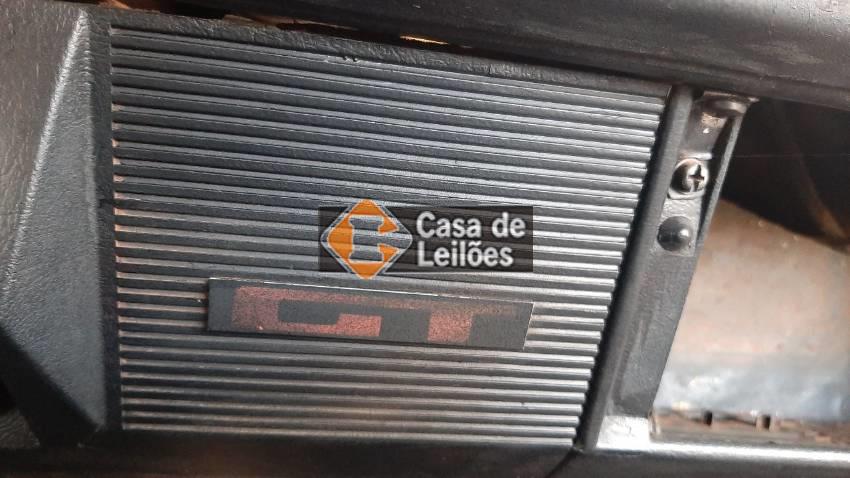 Casa de
Leilões
GT